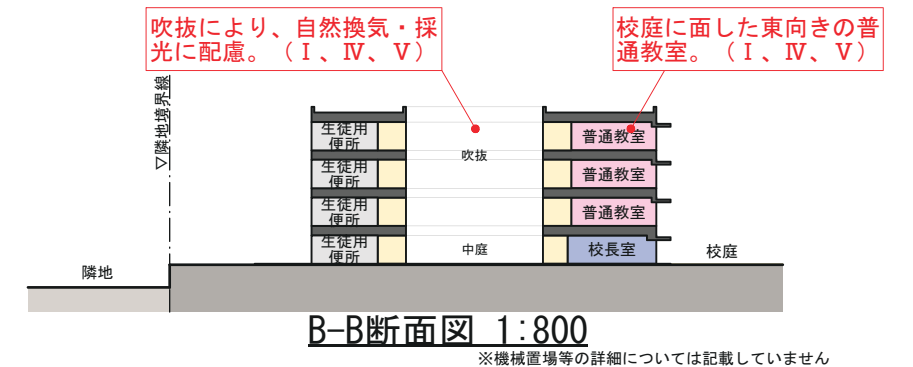 吹抜により、自然換気・採
光に配慮。（Ⅰ、Ⅳ、Ⅴ）
校庭に面した東向きの普
通教室。（Ⅰ、Ⅳ、Ⅴ）
▽隣地境界線
生徒用
便所
吹抜
普通教室
生徒用
便所
普通教室
生徒用
便所
普通教室
生徒用
便所
中庭
校長室
校庭
隣地
B-B断面図 1:800
※機械置場等の詳細については記載していません